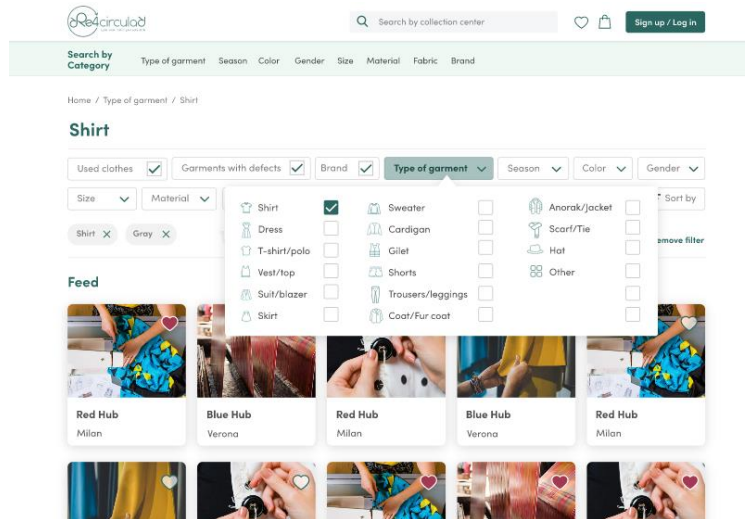 Re4circular
Search by collection center
Sign up / Log in
Search by Category
Type of garment Season Color Gender Size Material Fabric Brand
Home / Type of garment / Shirt
Shirt
Used clothes Garments with defects Brand Type of garment Season Color Gender
Size Material Sort by
Shirt Sweater Anorak/Jacket
Dress Cardigan Scarf/Tie
T-shirt/polo Gilet Hat
Vest/top Shorts Other
Suit/blazer Trousers/leggings
Skirt Coat/Fur coat
Shirt X Gray X emove filter
Feed
Red Hub Blue Hub Red Hub Blue Hub Red Hub
Milan Verona Milan Verona Milan